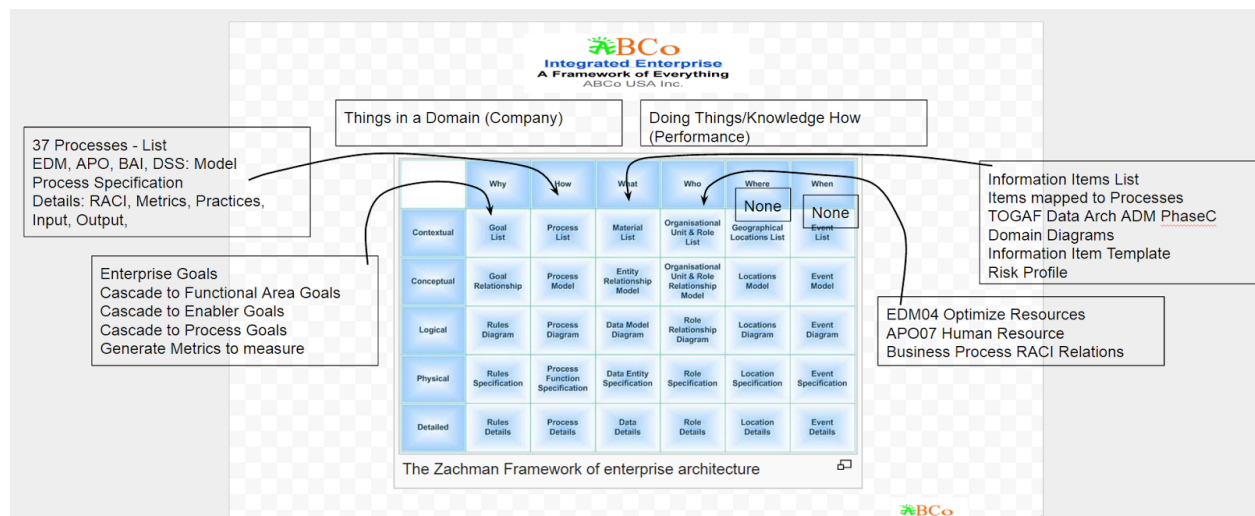 ABCo
Integrated Enterprise
A Framework of Everything
ABCo USA Inc.
Things in a Domain (Company)
Doing Things/Knowledge How
(Performance)
37 Processes - List
EDM, APO, BAI, DSS: Model
Process Specification
Details: RACI, Metrics, Practices,
Input, Output,
Enterprise Goals
Cascade to Functional Area Goals
Cascade to Enabler Goals
Cascade to Process Goals
Generate Metrics to measure
Information Items List
Items mapped to Processes
TOGAF Data Arch ADM PhaseC
Domain Diagrams
Information Item Template
Risk Profile
EDM04 Optimize Resources
APO07 Human Resource
Business Process RACI Relations
Why How What Who Where When
None
None
Contextual
Goal
List
Process
List
Material
List
Organisational
Unit & Role
List
Geographical
Locations List
Event
List
Conceptual
Goal
Relationship
Process
Model
Entity
Relationship
Model
Organisational
Unit & Role
Relationship
Model
Locations
Model
Event
Model
Logical
Rules
Diagram
Process
Diagram
Data Model
Diagram
Role
Relationship
Diagram
Locations
Diagram
Event
Diagram
Physical
Rules
Specification
Process
Function
Specification
Data Entity
Specification
Role
Specification
Location
Specification
Event
Specification
Detailed
Rules
Details
Process
Details
Data
Details
Role
Details
Location
Details
Event
Details
The Zachman Framework of enterprise architecture
ABCo